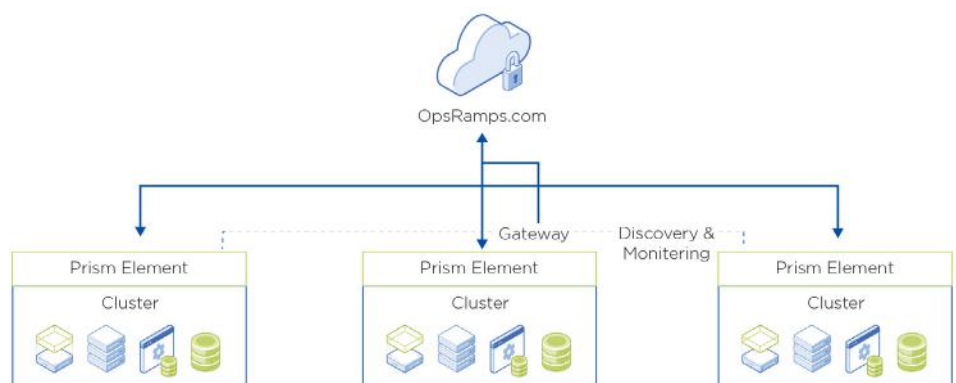 OpsRamps.com
Gateway
Discovery &
Monitering
Prism Element
Cluster
Prism Element
Cluster
Prism Element
Cluster